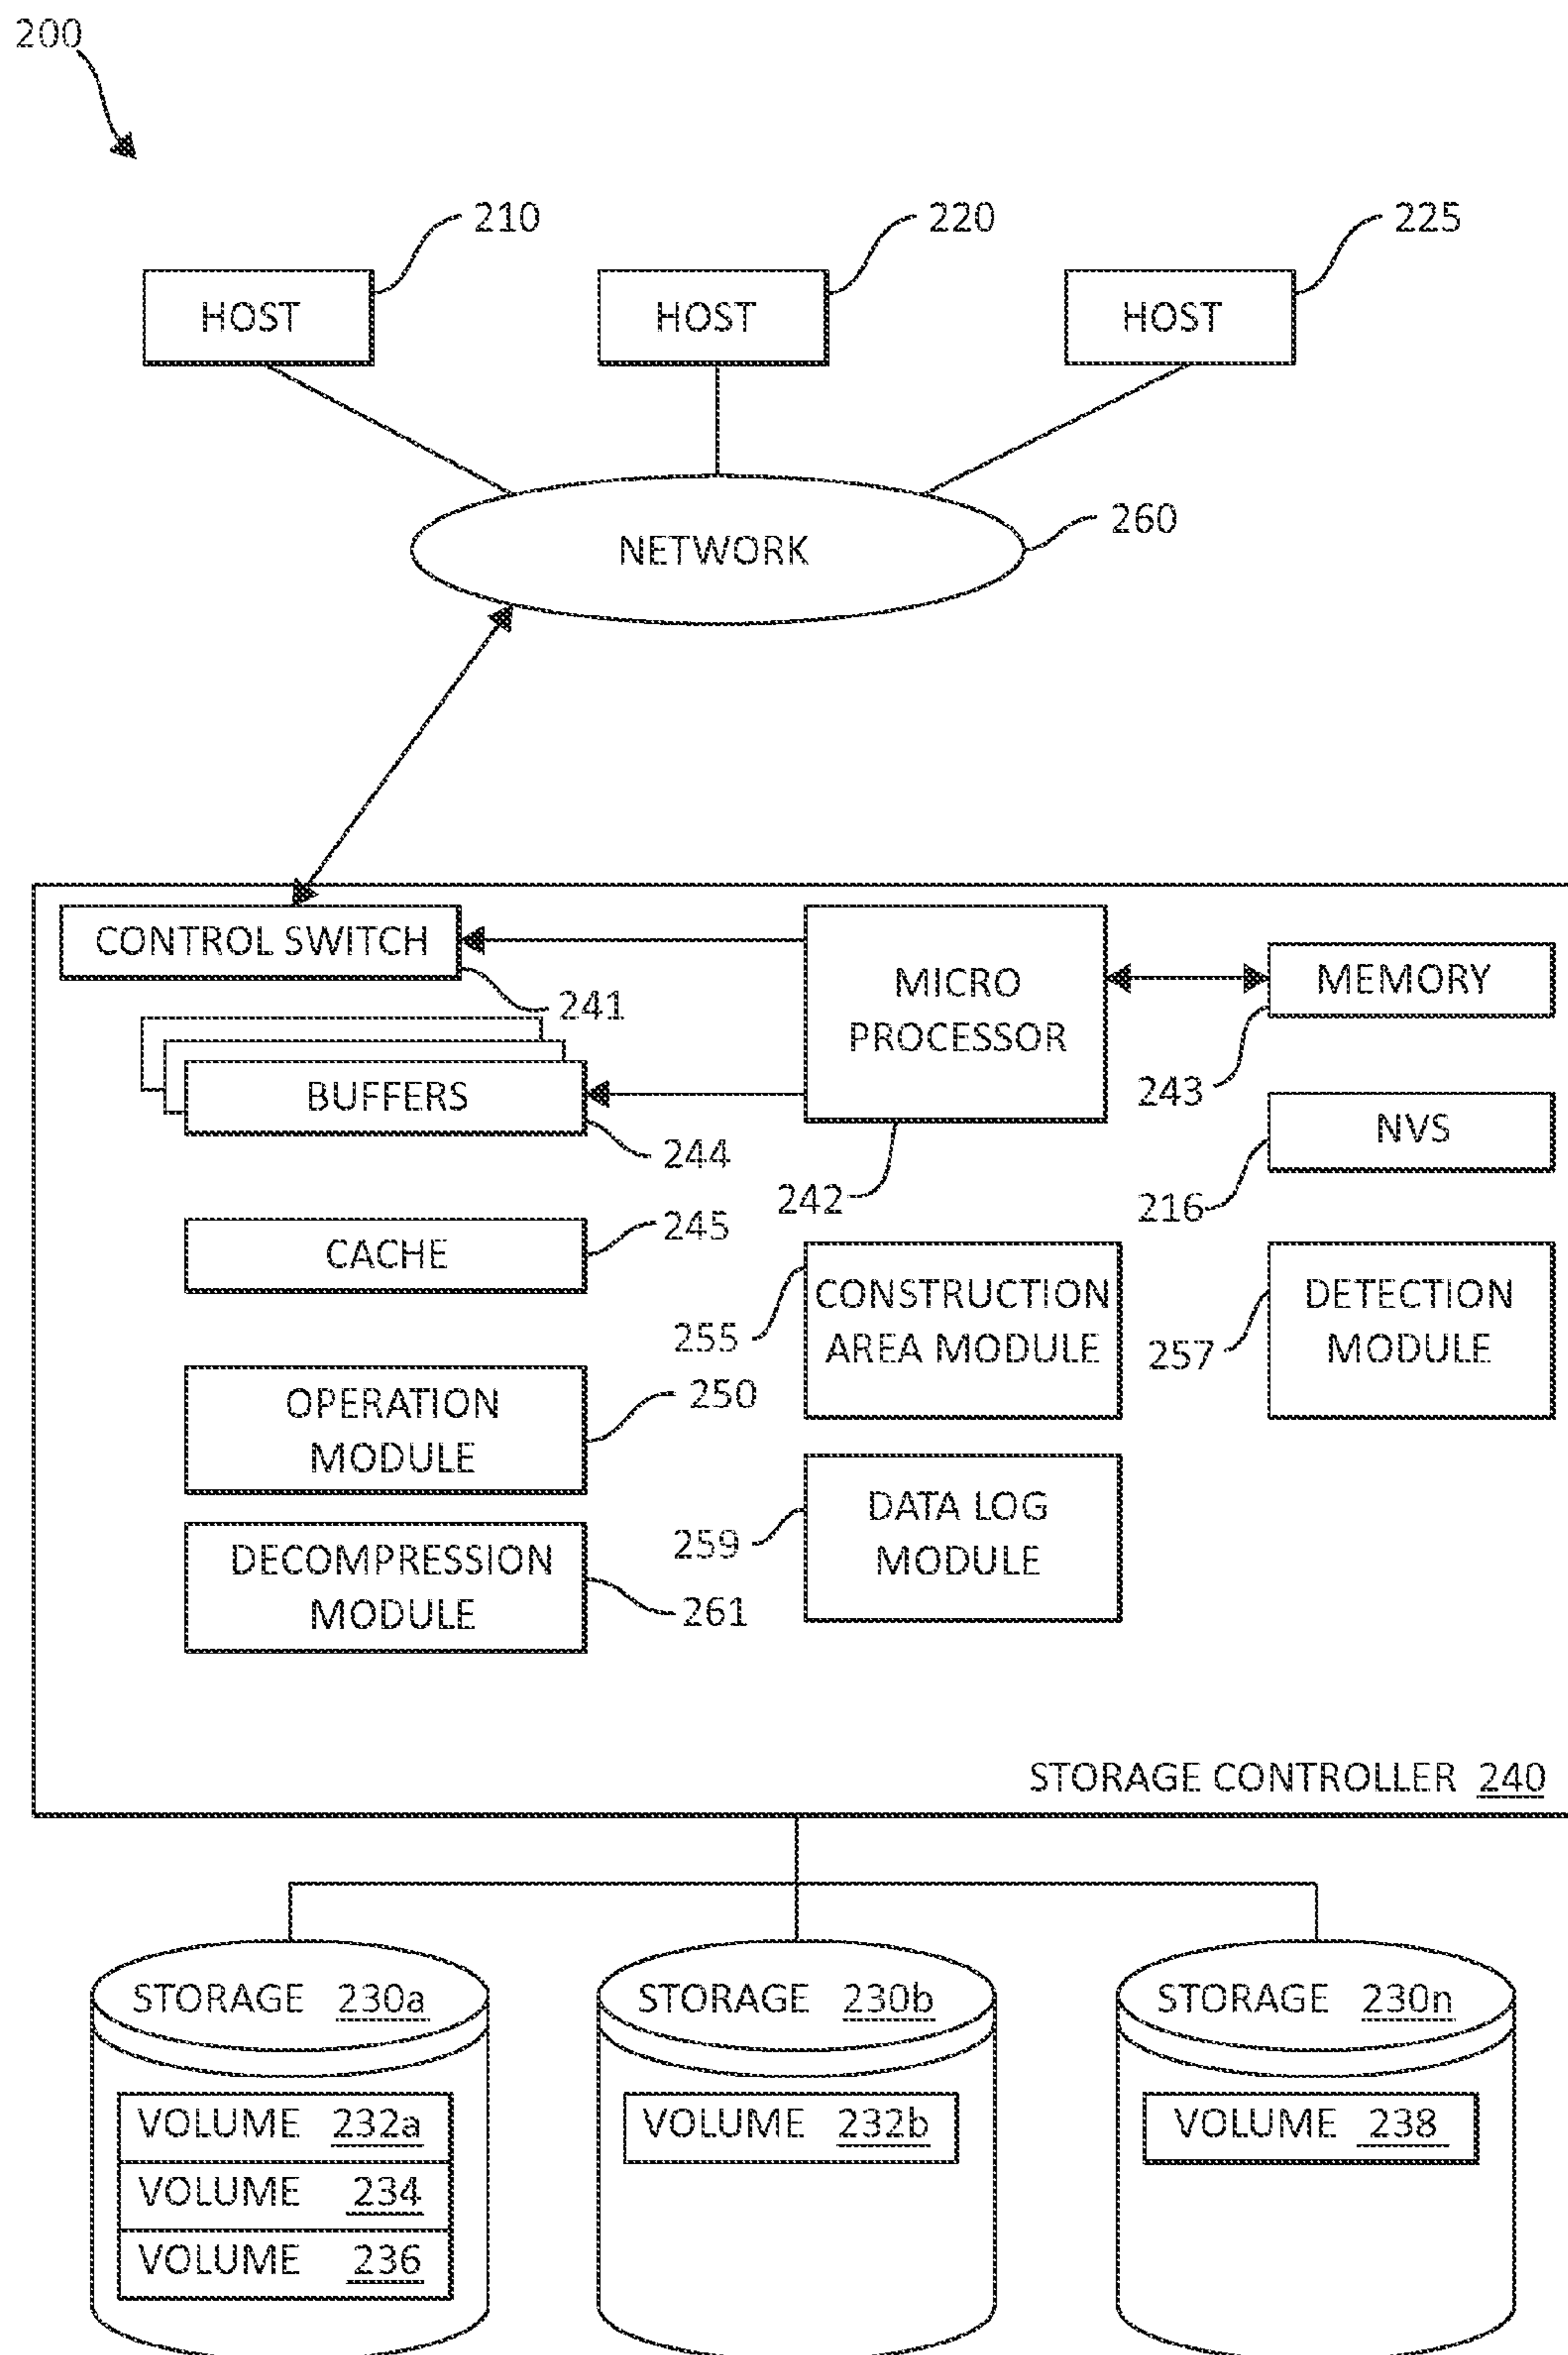 200
210
220
225
HOST
HOST
HOST
260
NETWORK
CONTROL SWITCH
241
MICRO
PROCESSOR
MEMORY
243
BUFFERS
244
242
NVS
216
CACHE
245
CONSTRUCTION
AREA MODULE
255
DETECTION
MODULE
257
OPERATION
MODULE
250
DATA LOG
MODULE
259
DECOMPRESSION
MODULE
261
STORAGE CONTROLLER 240
STORAGE 230a
STORAGE 230b
STORAGE 230n
VOLUME 232a
VOLUME 234
VOLUME 236
VOLUME 232b
VOLUME 238